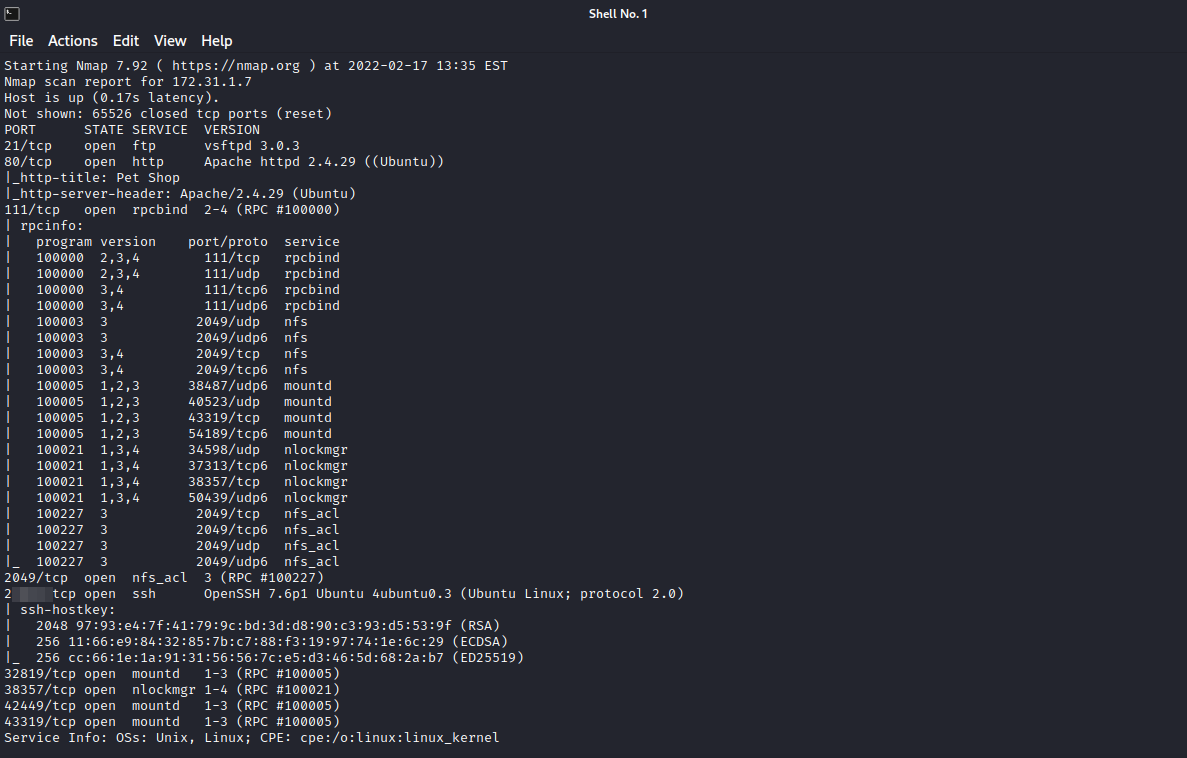 Shell No. 1
File Actions Edit View Help
Starting Nmap 7.92 ( https://nmap.org ) at 2022-02-17 13:35 EST
Nmap scan report for 172.31.1.7
Host is up (0.17s latency).
Not shown: 65526 closed tcp ports (reset)
PORT      STATE SERVICE  VERSION
21/tcp    open  ftp      vsftpd 3.0.3
80/tcp    open  http     Apache httpd 2.4.29 ((Ubuntu))
|_http-title: Pet Shop
|_http-server-header: Apache/2.4.29 (Ubuntu)
111/tcp   open  rpcbind  2-4 (RPC #100000)
| rpcinfo:
|   program version    port/proto  service
|   100000  2,3,4        111/tcp   rpcbind
|   100000  2,3,4        111/udp   rpcbind
|   100000  3,4          111/tcp6  rpcbind
|   100000  3,4          111/udp6  rpcbind
|   100003  3           2049/udp   nfs
|   100003  3           2049/udp6  nfs
|   100003  3,4         2049/tcp   nfs
|   100003  3,4         2049/tcp6  nfs
|   100005  1,2,3      38487/udp6  mountd
|   100005  1,2,3      40523/udp   mountd
|   100005  1,2,3      43319/tcp   mountd
|   100005  1,2,3      54189/tcp6  mountd
|   100021  1,3,4      34598/udp   nlockmgr
|   100021  1,3,4      37313/tcp6  nlockmgr
|   100021  1,3,4      38357/tcp   nlockmgr
|   100021  1,3,4      50439/udp6  nlockmgr
|   100227  3           2049/tcp   nfs_acl
|   100227  3           2049/tcp6  nfs_acl
|   100227  3           2049/udp   nfs_acl
|_  100227  3           2049/udp6  nfs_acl
2049/tcp  open  nfs_acl  3 (RPC #100227)
tcp open  ssh      OpenSSH 7.6p1 Ubuntu 4ubuntu0.3 (Ubuntu Linux; protocol 2.0)
| ssh-hostkey:
|   2048 97:93:e4:7f:41:79:9c:bd:3d:d8:90:c3:93:d5:53:9f (RSA)
|   256 11:66:e9:84:32:85:7b:c7:88:f3:19:97:74:1e:6c:29 (ECDSA)
|_  256 cc:66:1e:1a:91:31:56:56:7c:e5:d3:46:5d:68:2a:b7 (ED25519)
32819/tcp open  mountd   1-3 (RPC #100005)
38357/tcp open  nlockmgr 1-4 (RPC #100021)
42449/tcp open  mountd   1-3 (RPC #100005)
43319/tcp open  mountd   1-3 (RPC #100005)
Service Info: OSs: Unix, Linux; CPE: cpe:/o:linux:linux_kernel